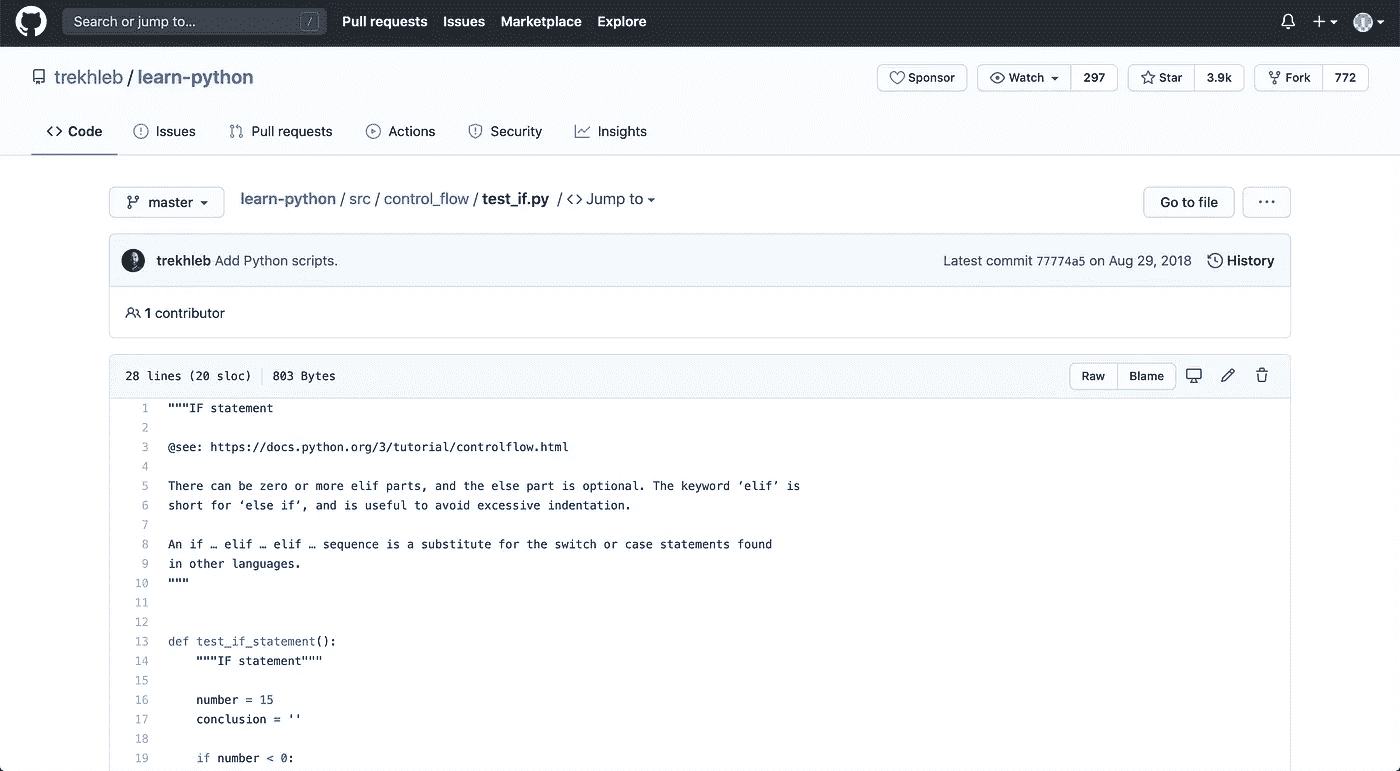 Search or jump to... /
Pull requests Issues Marketplace Explore
trekhleb / learn-python
Sponsor Watch 297 Star 3.9k Fork 772
Code Issues Pull requests Actions Security Insights
master learn-python / src / control_flow / test_if.py / <> Jump to Go to file ...
trekhleb Add Python scripts. Latest commit 77774a5 on Aug 29, 2018 History
1 contributor
28 lines (20 sloc) 803 Bytes Raw Blame
1 """IF statement
2
3 @see: https://docs.python.org/3/tutorial/controlflow.html
4
5 There can be zero or more elif parts, and the else part is optional. The keyword ‘elif’ is
6 short for ‘else if’, and is useful to avoid excessive indentation.
7
8 An if … elif … elif … sequence is a substitute for the switch or case statements found
9 in other languages.
10 """
11
12
13 def test_if_statement():
14     """IF statement"""
15
16     number = 15
17     conclusion = ''
18
19     if number < 0: